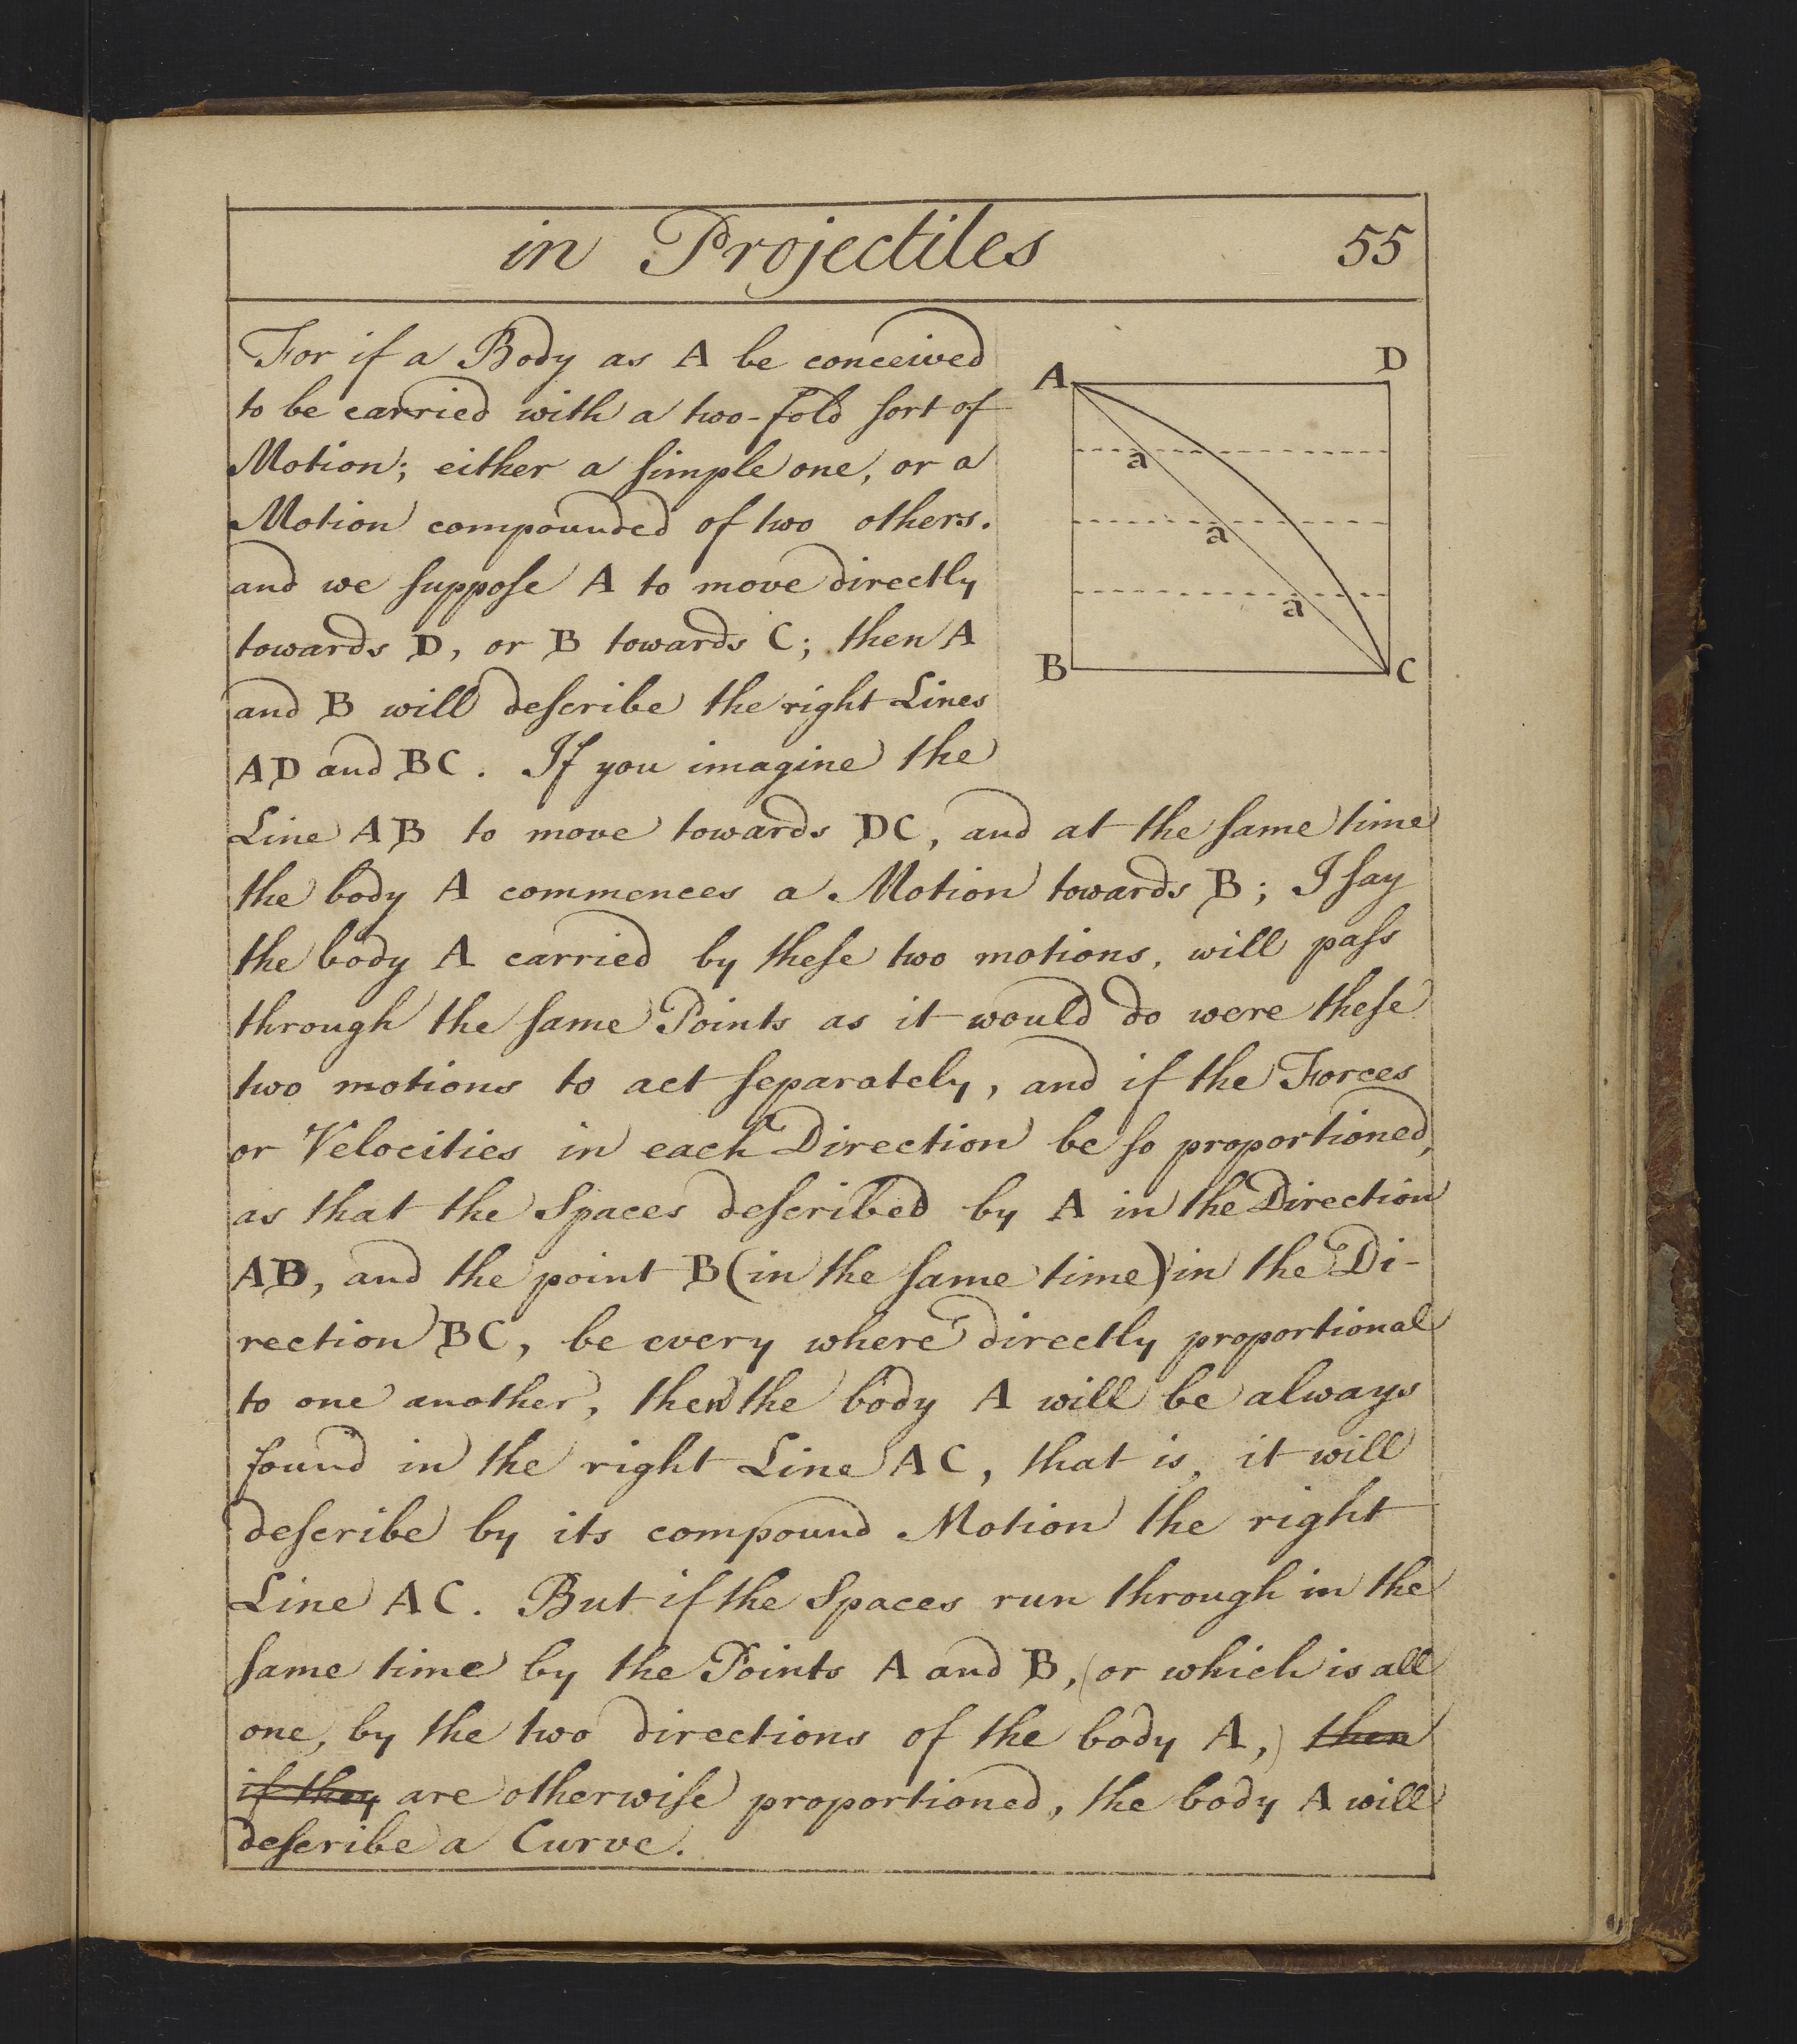 in Projectiles 55
For if a Body as A be conceived
to be carried with a two-fold ſort of
Motion; either a ſimple one, or a
Motion compounded of two others.
and we ſuppoſe A to move directly
towards D, or B towards C; then A
and B will deſcribe the right Lines
AD and BC. If you imagine the
Line AB to move towards DC, and at the ſame time
the body A commences a Motion towards B; I ſay
the body A carried by theſe two motions, will paſs
through the ſame Points as it would do were theſe
two motions to act ſeparately, and if the Forces
or Velocities in each Direction be ſo proportioned,
as that the Spaces deſcribed by A in the Direction
AB, and the point B (in the ſame time) in the Di-
rection BC, be every where directly proportional
to one another, then the body A will be always
found in the right Line AC, that is, it will
deſcribe by its compound Motion the right
Line AC. But if the Spaces run through in the
ſame time by the Points A and B, (or which is all
one, by the two directions of the body A,) then
if they are otherwiſe proportioned, the body A will
deſcribe a Curve.
A D
a
a
a
B C